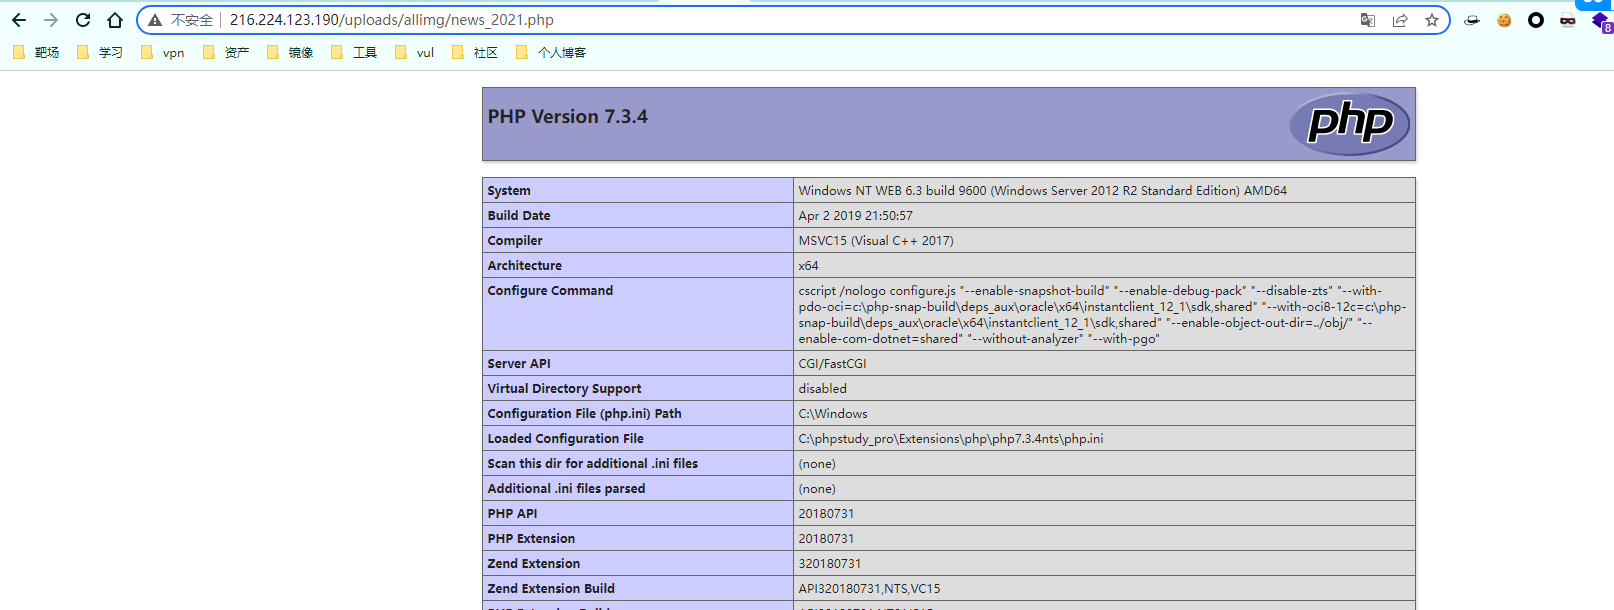 不安全 216.224.123.190/uploads/allimg/news_2021.php
8
靶场 学习 vpn 资产 镜像 工具 vul 社区 个人博客
PHP Version 7.3.4
php
System Windows NT WEB 6.3 build 9600 (Windows Server 2012 R2 Standard Edition) AMD64
Build Date Apr 2 2019 21:50:57
Compiler MSVC15 (Visual C++ 2017)
Architecture x64
Configure Command cscript /nologo configure.js "--enable-snapshot-build" "--enable-debug-pack" "--disable-zts" "--with-
pdo-oci=c:\php-snap-build\deps_aux\oracle\x64\instantclient_12_1\sdk,shared" "--with-oci8-12c=c:\php-
snap-build\deps_aux\oracle\x64\instantclient_12_1\sdk,shared" "--enable-object-out-dir=../obj/" "--
enable-com-dotnet=shared" "--without-analyzer" "--with-pgo"
Server API CGI/FastCGI
Virtual Directory Support disabled
Configuration File (php.ini) Path C:\Windows
Loaded Configuration File C:\phpstudy_pro\Extensions\php\php7.3.4nts\php.ini
Scan this dir for additional .ini files (none)
Additional .ini files parsed (none)
PHP API 20180731
PHP Extension 20180731
Zend Extension 320180731
Zend Extension Build API320180731,NTS,VC15